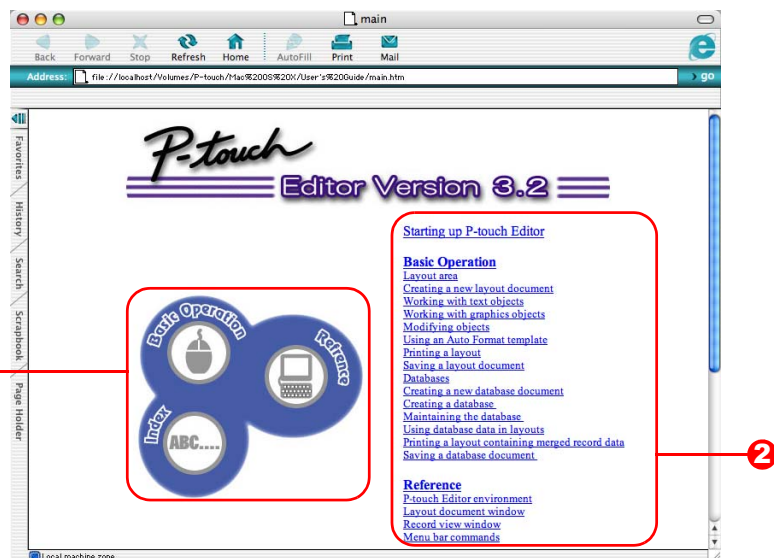 main
Back Forward Stop Refresh Home AutoFill Print Mail
Address: file://localhost/Volumes/P-touch/Mac%20OS%20X/User's%20Guide/main.htm go
Favorites
History
Search
Scrapbook
Page Holder
P-touch
Editor Version 3.2
Basic Operation
Refrence
Index
ABC....
Starting up P-touch Editor
Basic Operation
Layout area
Creating a new layout document
Working with text objects
Working with graphics objects
Modifying objects
Using an Auto Format template
Printing a layout
Saving a layout document
Databases
Creating a new database document
Creating a database
Maintaining the database
Using database data in layouts
Printing a layout containing merged record data
Saving a database document
Reference
P-touch Editor environment
Layout document window
Record view window
Menu bar commands
2
Local machine zone